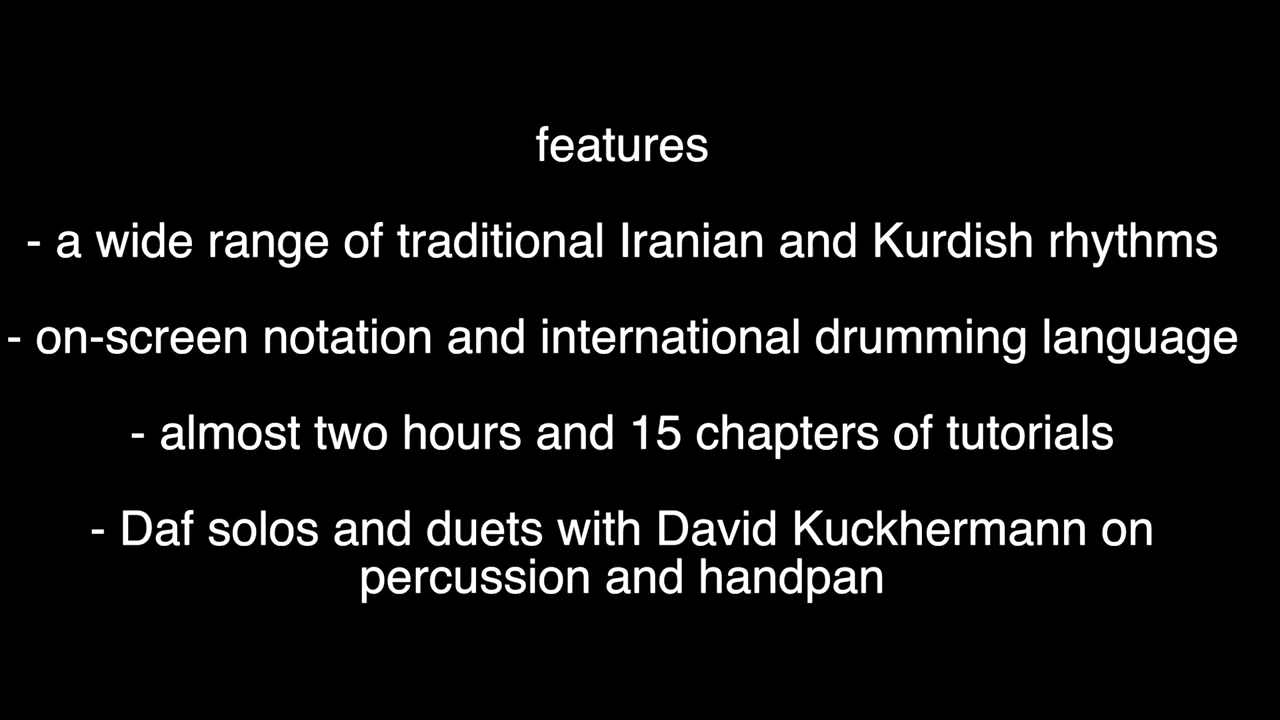 features
- a wide range of traditional Iranian and Kurdish rhythms
- on-screen notation and international drumming language
- almost two hours and 15 chapters of tutorials
- Daf solos and duets with David Kuckhermann on
percussion and handpan